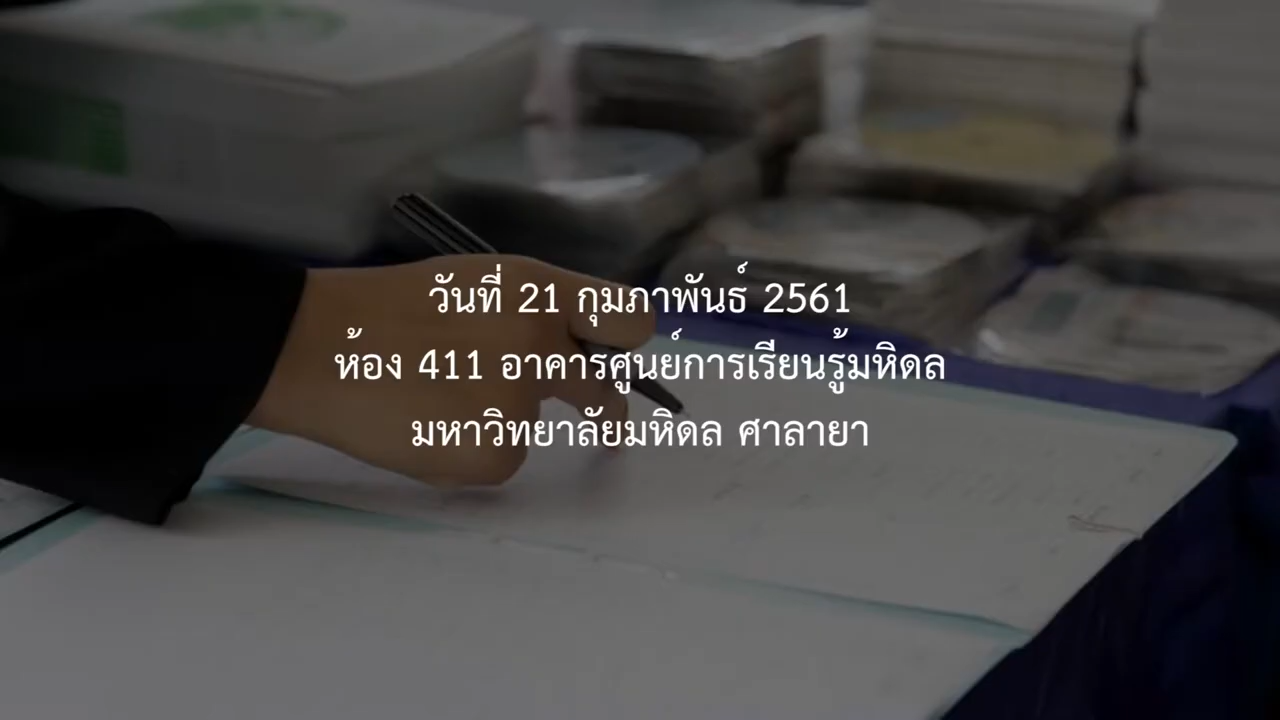 วันที่ 21 กุมภาพันธ์ 2561
ห้อง 411 อาคารศูนย์การเรียนรู้มหิดล
มหาวิทยาลัยมหิดล ศาลายา